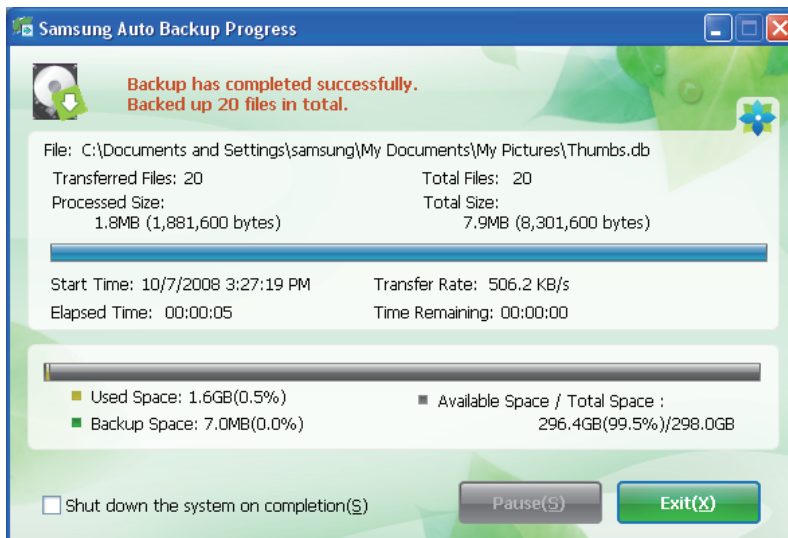 Samsung Auto Backup Progress
Backup has completed successfully.
Backed up 20 files in total.
File: C:\Documents and Settings\samsung\My Documents\My Pictures\Thumbs.db
Transferred Files: 20
Total Files: 20
Processed Size:
1.8MB (1,881,600 bytes)
Total Size:
7.9MB (8,301,600 bytes)
Start Time: 10/7/2008 3:27:19 PM
Transfer Rate: 506.2 KB/s
Elapsed Time: 00:00:05
Time Remaining: 00:00:00
Used Space: 1.6GB(0.5%)
Backup Space: 7.0MB(0.0%)
Available Space / Total Space :
296.4GB(99.5%)/298.0GB
Shut down the system on completion(S)
Pause(S)
Exit(X)